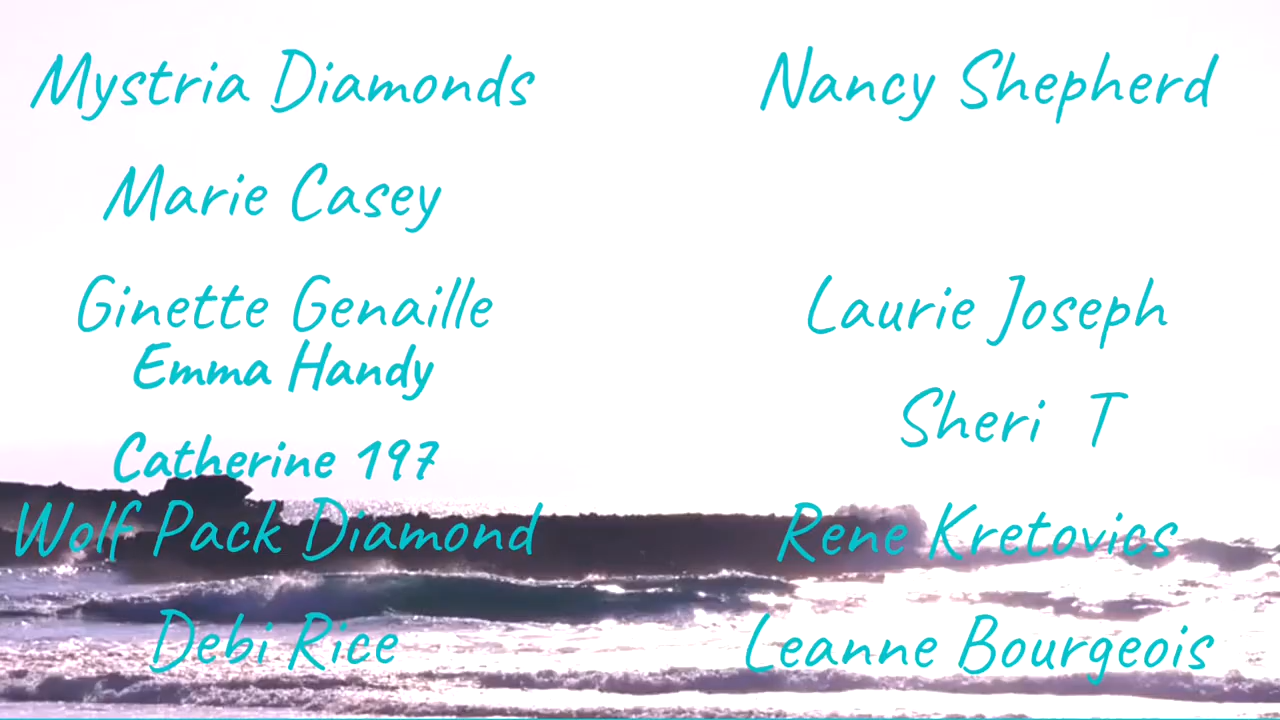 Mystria Diamonds
Nancy Shepherd
Marie Casey
Ginette Genaille
Laurie Joseph
Emma Handy
Sheri T
Catherine 197
Wolf Pack Diamond
Rene Kretovics
Debi Rice
Leanne Bourgeois